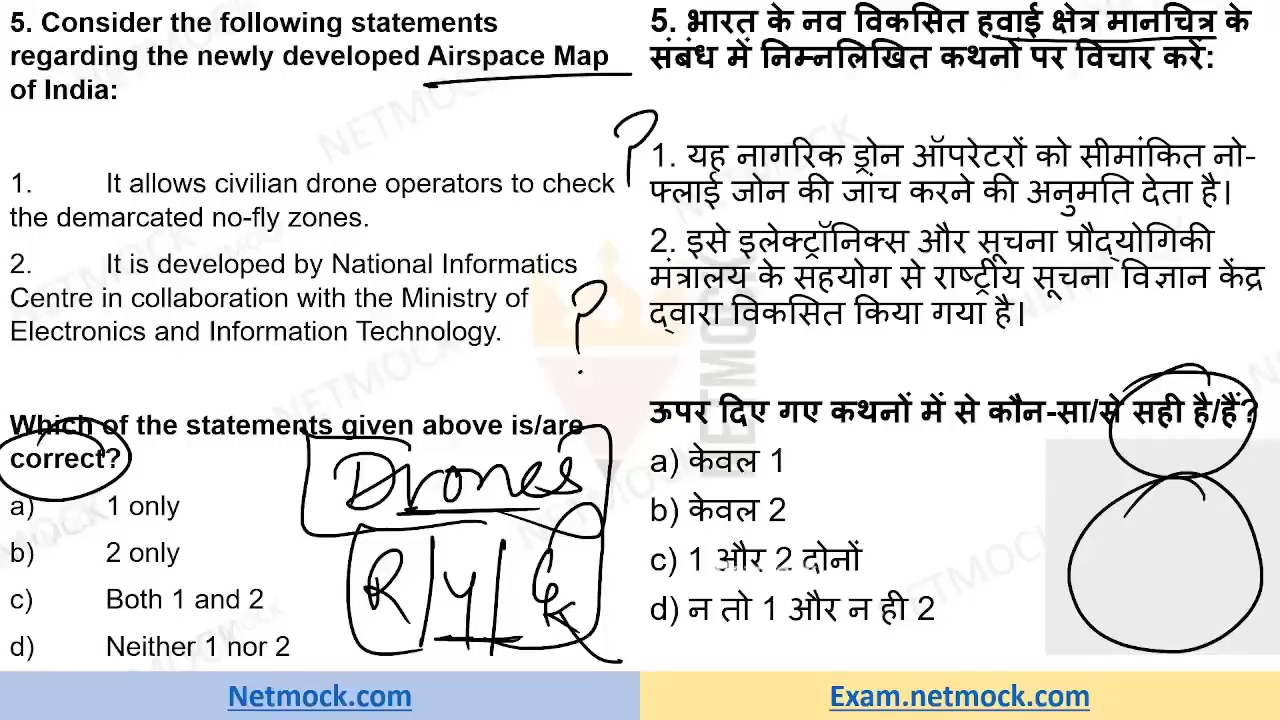 5. Consider the following statements
regarding the newly developed Airspace Map
of India:
1. It allows civilian drone operators to check
the demarcated no-fly zones.
2. It is developed by National Informatics
Centre in collaboration with the Ministry of
Electronics and Information Technology.
Which of the statements given above is/are
correct?
a) 1 only
b) 2 only
c) Both 1 and 2
d) Neither 1 nor 2
Drones
R Y G
5. भारत के नव विकसित हवाई क्षेत्र मानचित्र के
संबंध में निम्नलिखित कथनों पर विचार करें:
1. यह नागरिक ड्रोन ऑपरेटरों को सीमांकित नो-
फ्लाई जोन की जांच करने की अनुमति देता है।
2. इसे इलेक्ट्रॉनिक्स और सूचना प्रौद्योगिकी
मंत्रालय के सहयोग से राष्ट्रीय सूचना विज्ञान केंद्र
द्वारा विकसित किया गया है।
ऊपर दिए गए कथनों में से कौन-सा/से सही है/हैं?
a) केवल 1
b) केवल 2
c) 1 और 2 दोनों
d) न तो 1 और न ही 2
NETMOCK
Netmock.com
Exam.netmock.com